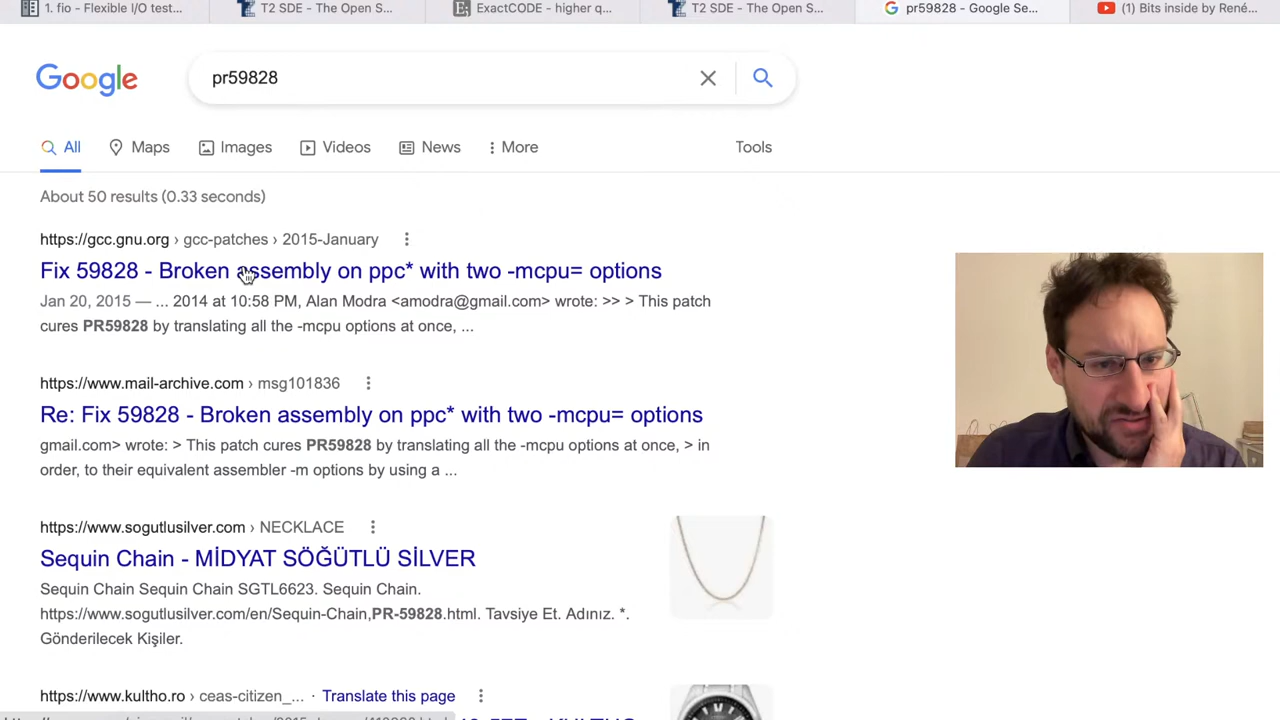 1. fio - Flexible I/O test...
T2 SDE - The Open S...
ExactCODE - higher q...
T2 SDE - The Open S...
pr59828 - Google Se...
(1) Bits inside by René...
Google
pr59828
All
Maps
Images
Videos
News
More
Tools
About 50 results (0.33 seconds)
https://gcc.gnu.org › gcc-patches › 2015-January
Fix 59828 - Broken assembly on ppc* with two -mcpu= options
Jan 20, 2015 — ... 2014 at 10:58 PM, Alan Modra <amodra@gmail.com> wrote: >> > This patch
cures PR59828 by translating all the -mcpu options at once, ...
https://www.mail-archive.com › msg101836
Re: Fix 59828 - Broken assembly on ppc* with two -mcpu= options
gmail.com> wrote: > This patch cures PR59828 by translating all the -mcpu options at once, > in
order, to their equivalent assembler -m options by using a ...
https://www.sogutlusilver.com › NECKLACE
Sequin Chain - MİDYAT SÖĞÜTLÜ SİLVER
Sequin Chain Sequin Chain SGTL6623. Sequin Chain.
https://www.sogutlusilver.com/en/Sequin-Chain,PR-59828.html. Tavsiye Et. Adınız. *.
Gönderilecek Kişiler.
https://www.kultho.ro › ceas-citizen_... · Translate this page